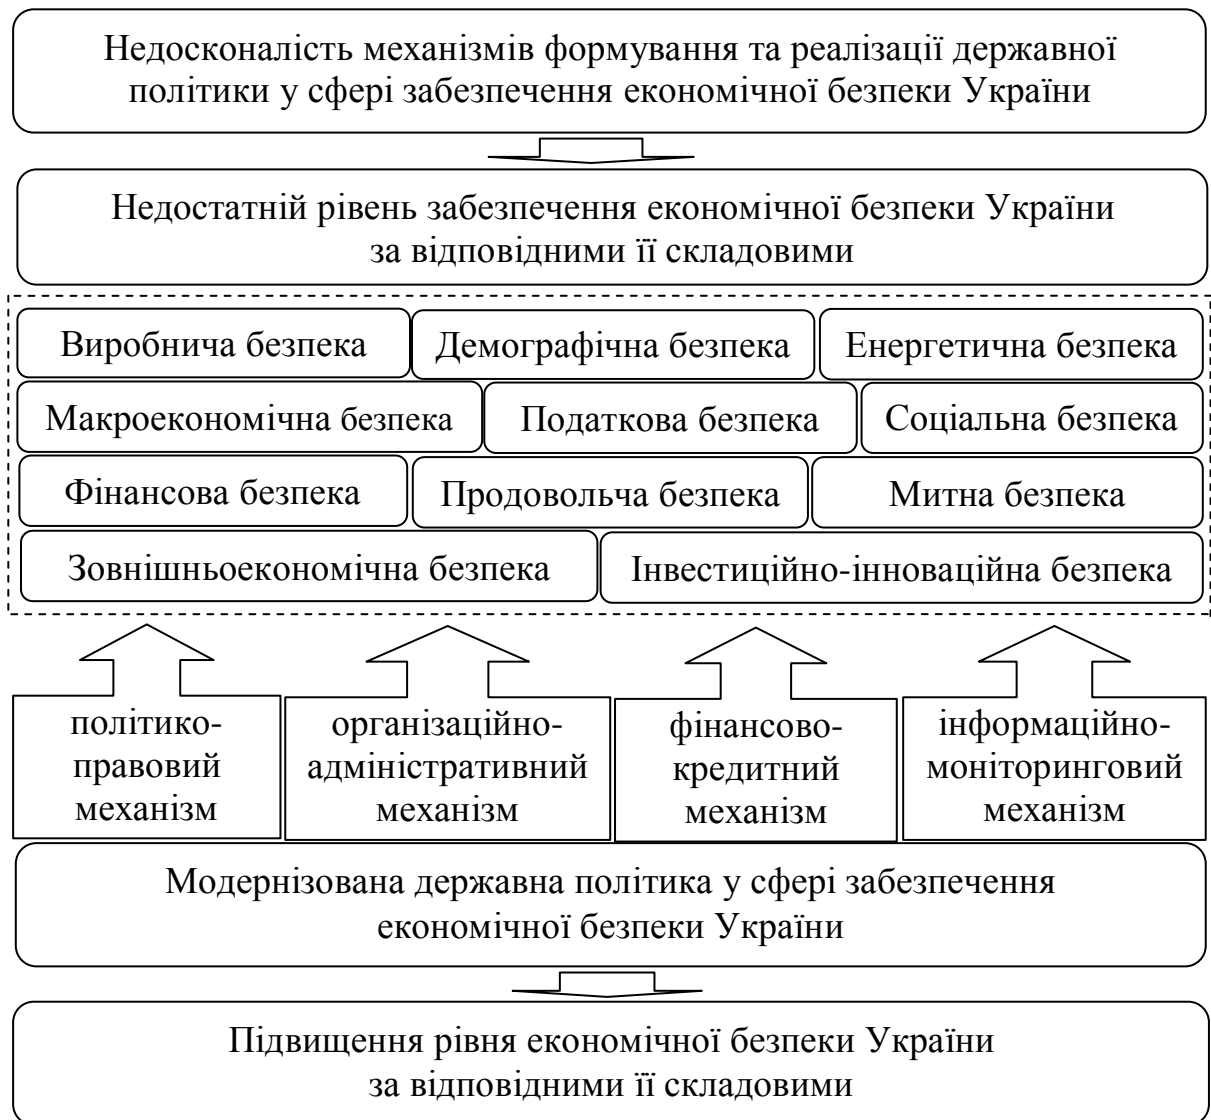 Недосконалість механізмів формування та реалізації державної
політики у сфері забезпечення економічної безпеки України
Недостатній рівень забезпечення економічної безпеки України
за відповідними її складовими
Виробнича безпека
Демографічна безпека
Енергетична безпека
Макроекономічна безпека
Податкова безпека
Соціальна безпека
Фінансова безпека
Продовольча безпека
Митна безпека
Зовнішньоекономічна безпека
Інвестиційно-інноваційна безпека
політико-
правовий
механізм
організаційно-
адміністративний
механізм
фінансово-
кредитний
механізм
інформаційно-
моніторинговий
механізм
Модернізована державна політика у сфері забезпечення
економічної безпеки України
Підвищення рівня економічної безпеки України
за відповідними її складовими